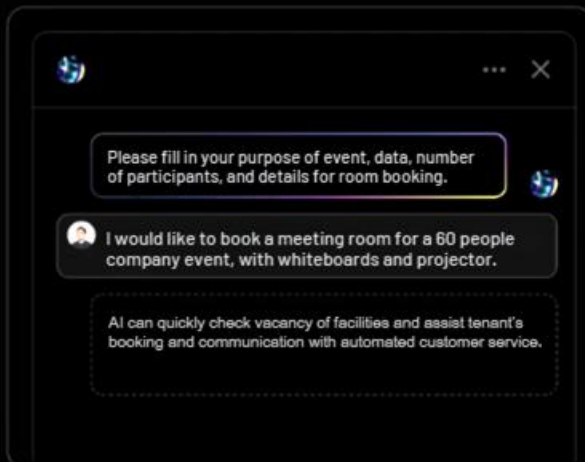 Please fill in your purpose of event, data, number
of participants, and details for room booking.
I would like to book a meeting room for a 60 people
company event, with whiteboards and projector.
AI can quickly check vacancy of facilities and assist tenant's
booking and communication with automated customer service.